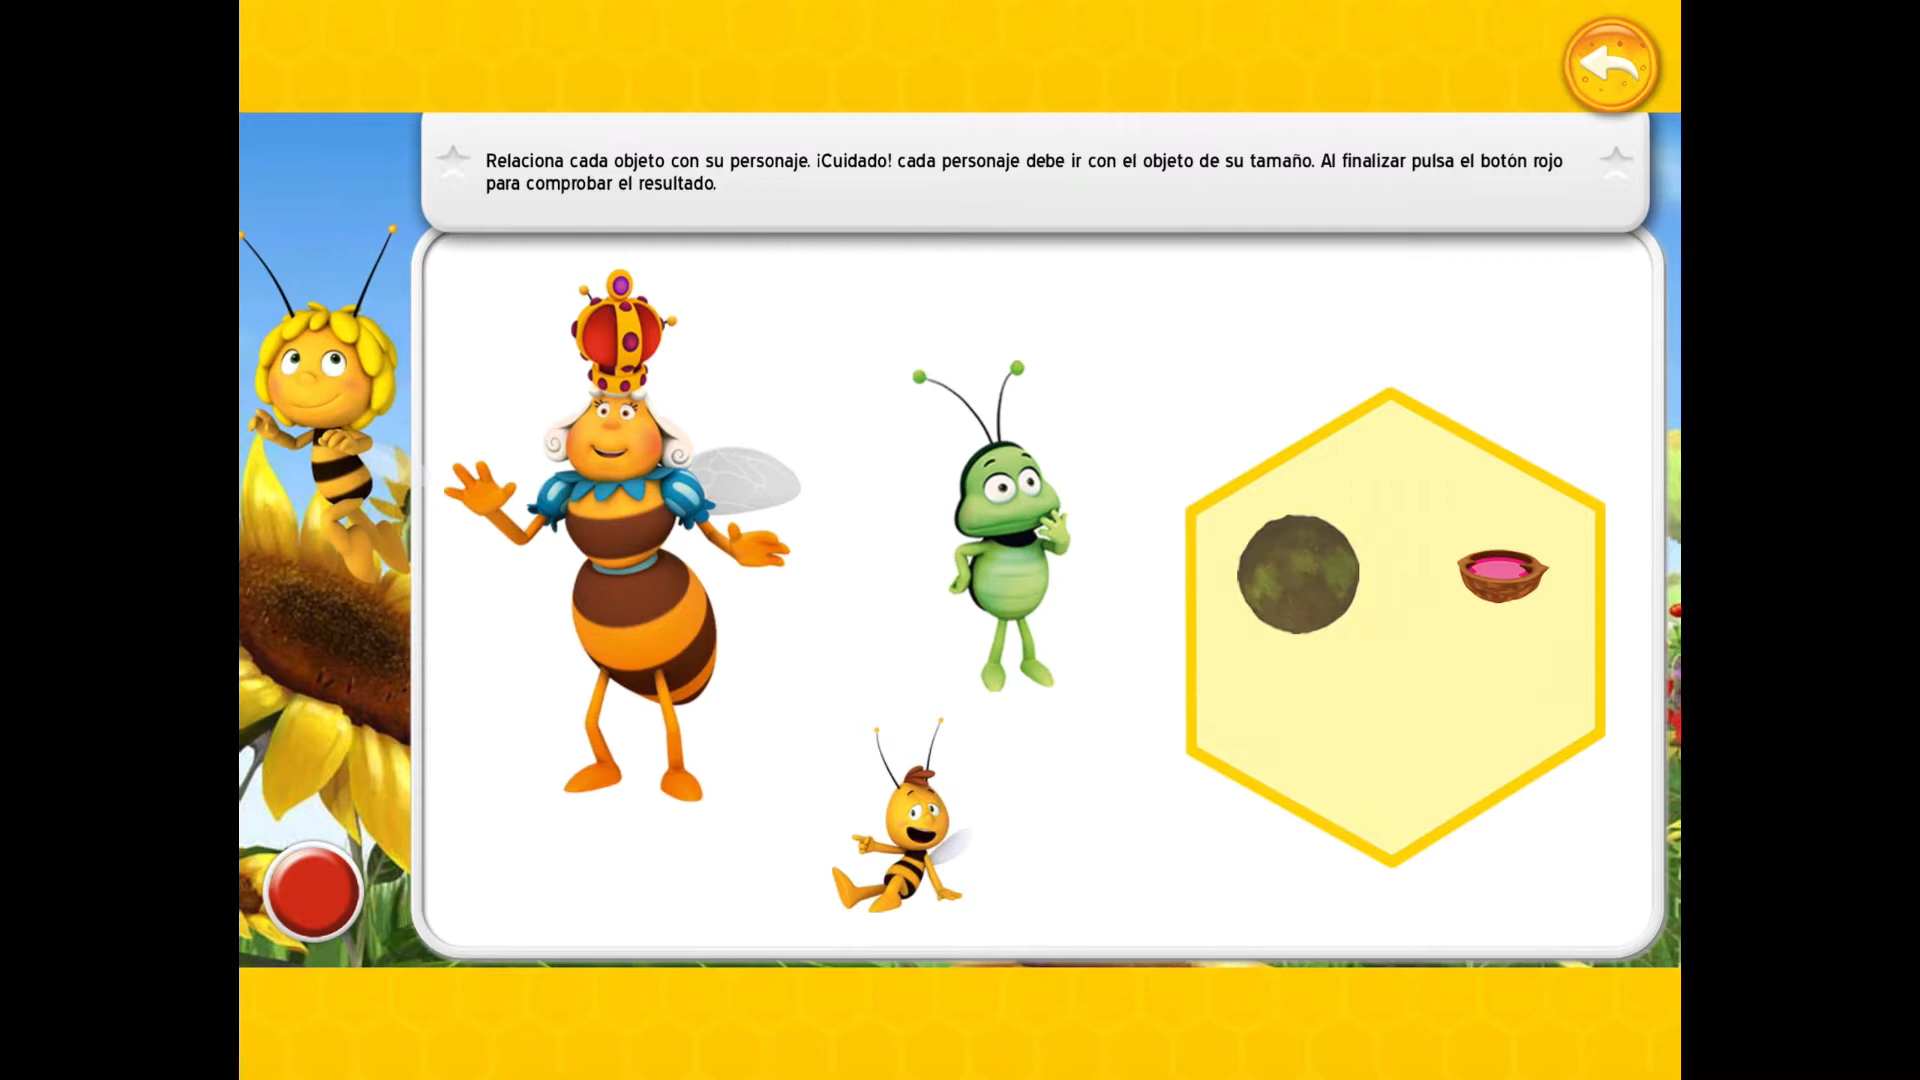 Relaciona cada objeto con su personaje. ¡Cuidado! cada personaje debe ir con el objeto de su tamaño. Al finalizar pulsa el botón rojo
para comprobar el resultado.